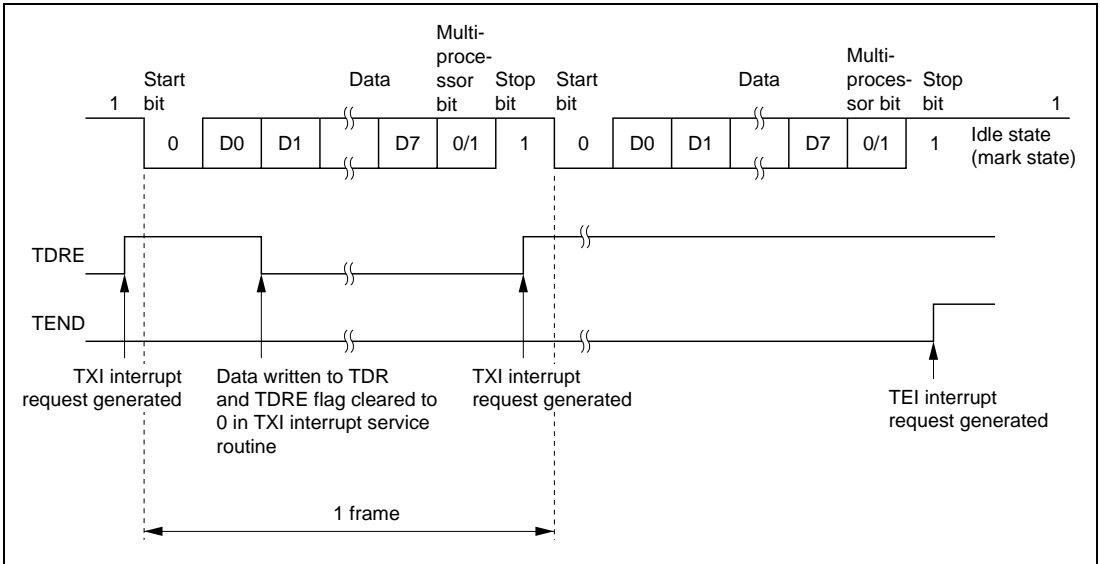 Multi-
proce-
ssor
bit
Start
bit
Data
Stop
bit
Start
bit
Data
Multi-
proces-
sor bit
Stop
bit
1
1
0
D0
D1
D7
0/1
1
0
D0
D1
D7
0/1
1
Idle state
(mark state)
TDRE
TEND
TXI interrupt
request generated
Data written to TDR
and TDRE flag cleared to
0 in TXI interrupt service
routine
TXI interrupt
request generated
TEI interrupt
request generated
1 frame